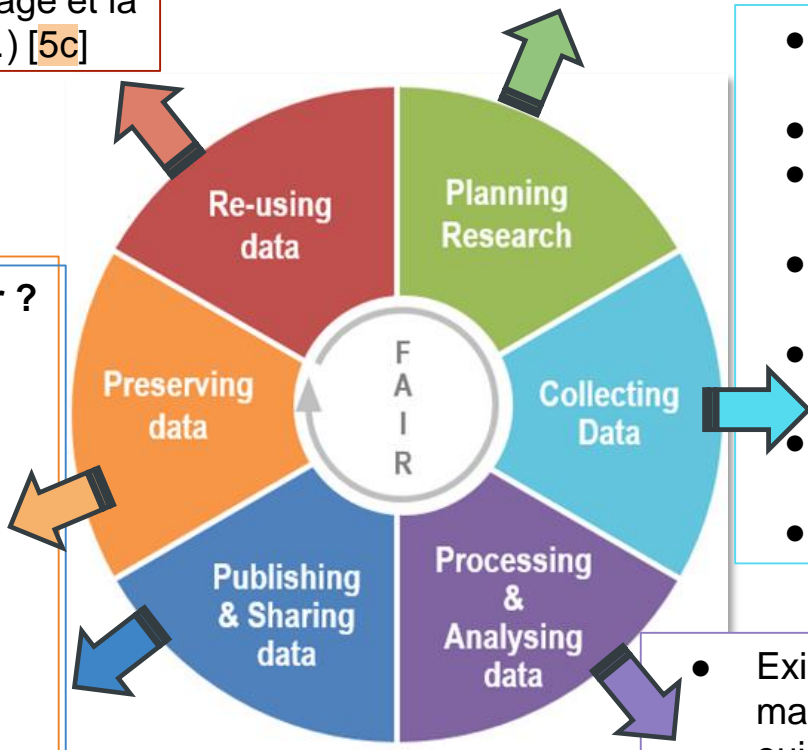 age et la
.) [5c]
Re-using
data
Planning
Research
r ?
Preserving
data
F
A
I
R
Collecting
Data
Publishing
& Sharing
data
Processing
&
Analysing
data
● Exi
ma